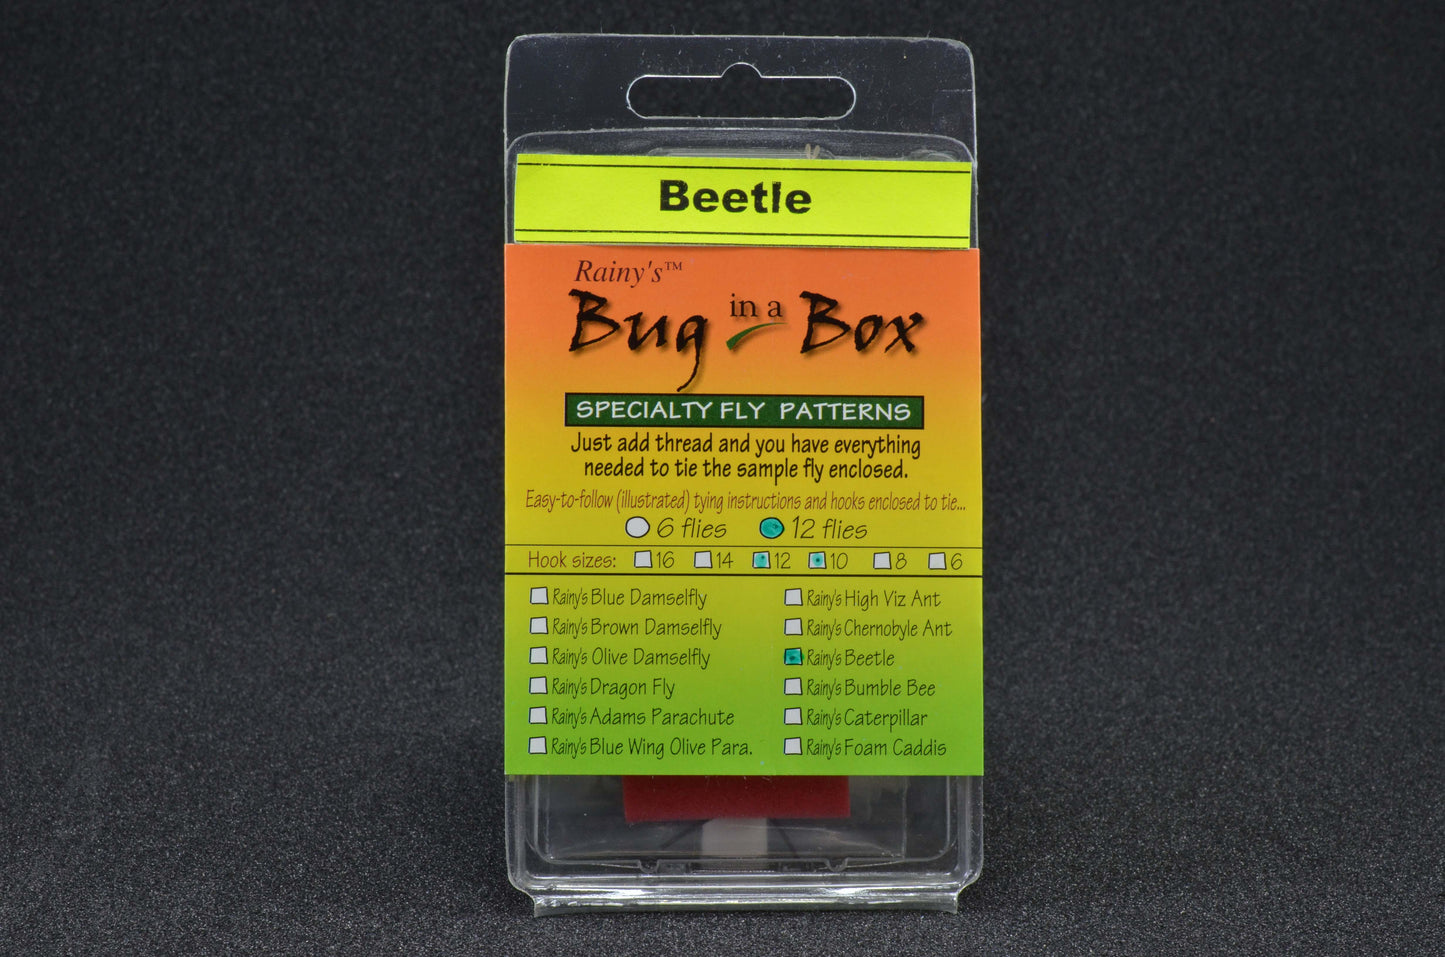 Beetle
Rainy's™
Bug in a Box
SPECIALTY FLY PATTERNS
Just add thread and you have everything
needed to tie the sample fly enclosed.
Easy-to-follow (illustrated) tying instructions and hooks enclosed to tie...
6 flies 12 flies
Hook sizes: 16 14 12 10 8 6
Rainy's Blue Damselfly
Rainy's Brown Damselfly
Rainy's Olive Damselfly
Rainy's Dragon Fly
Rainy's Adams Parachute
Rainy's Blue Wing Olive Para.
Rainy's High Viz Ant
Rainy's Chernobyle Ant
Rainy's Beetle
Rainy's Bumble Bee
Rainy's Caterpillar
Rainy's Foam Caddis